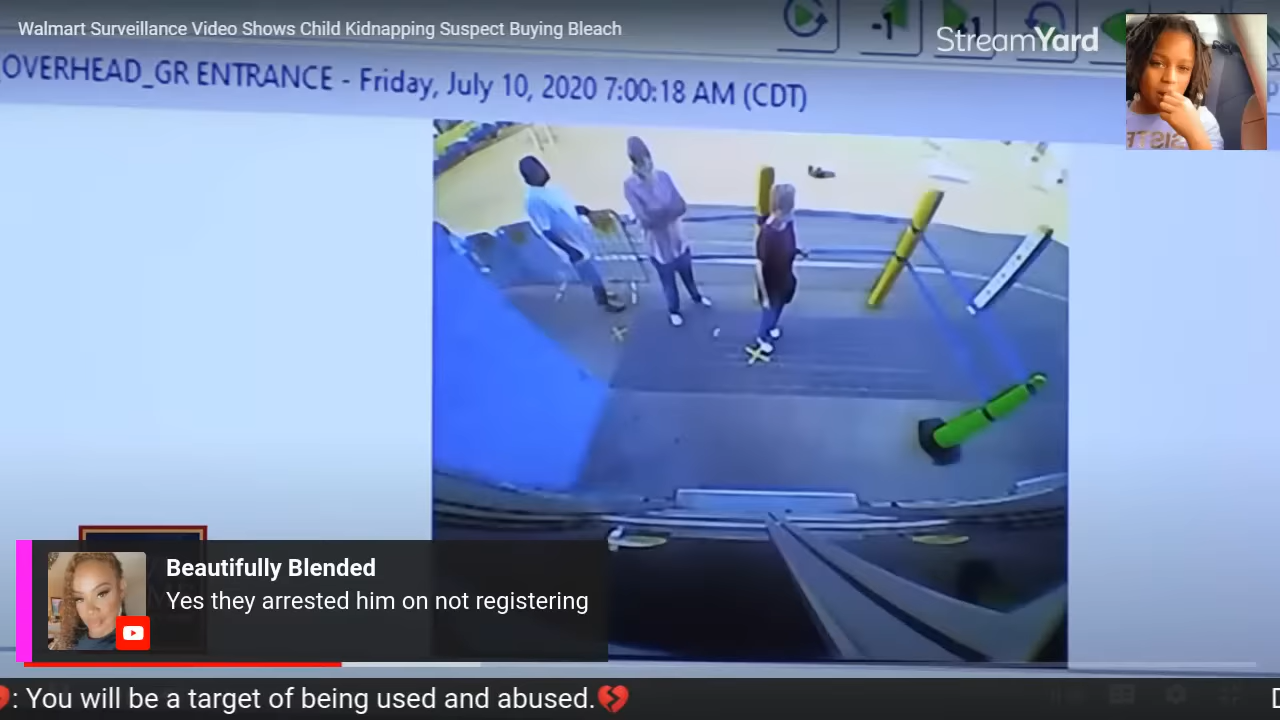 Walmart Surveillance Video Shows Child Kidnapping Suspect Buying Bleach
StreamYard
-1
OVERHEAD_GR ENTRANCE - Friday, July 10, 2020 7:00:18 AM (CDT)
Beautifully Blended
Yes they arrested him on not registering
: You will be a target of being used and abused.💔